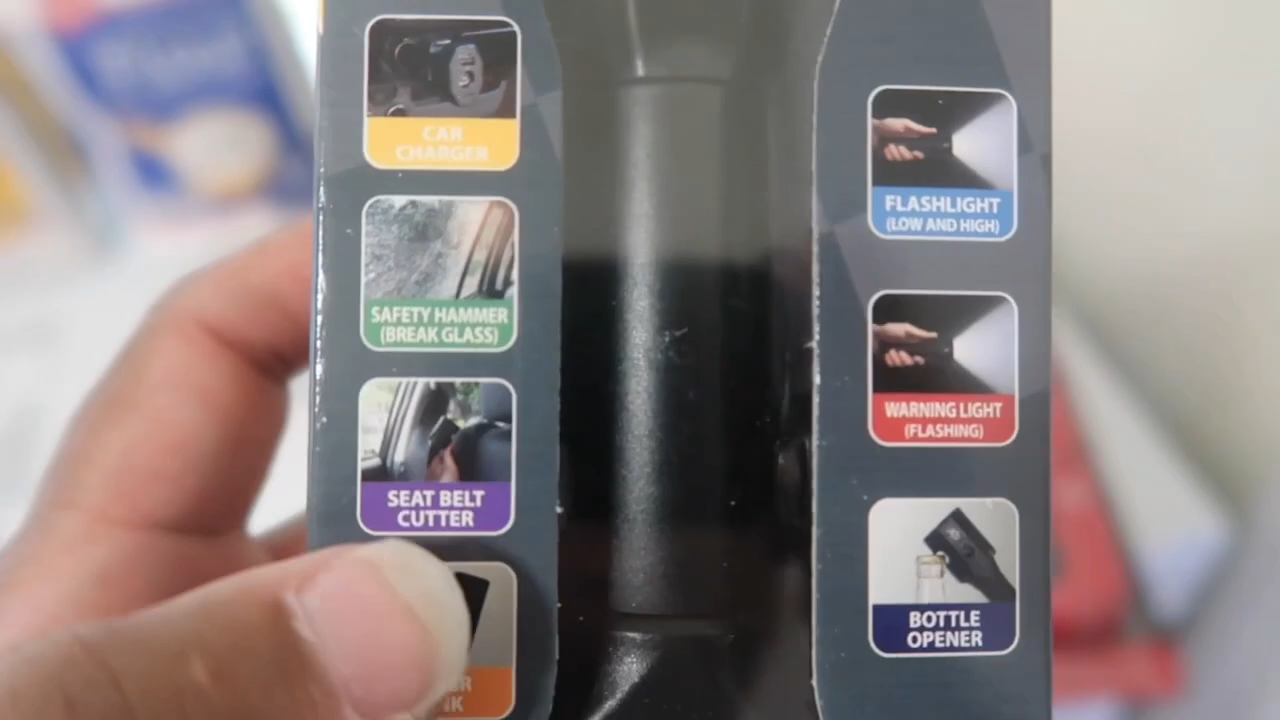 CAR
CHARGER
SAFETY HAMMER
(BREAK GLASS)
SEAT BELT
CUTTER
FLASHLIGHT
(LOW AND HIGH)
WARNING LIGHT
(FLASHING)
BOTTLE
OPENER